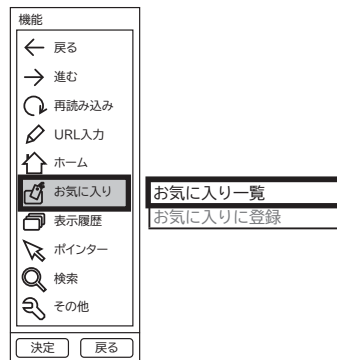 機能
戻る
進む
再読み込み
URL入力
ホーム
お気に入り
お気に入り一覧
お気に入りに登録
表示履歴
ポインター
検索
その他
決定
戻る